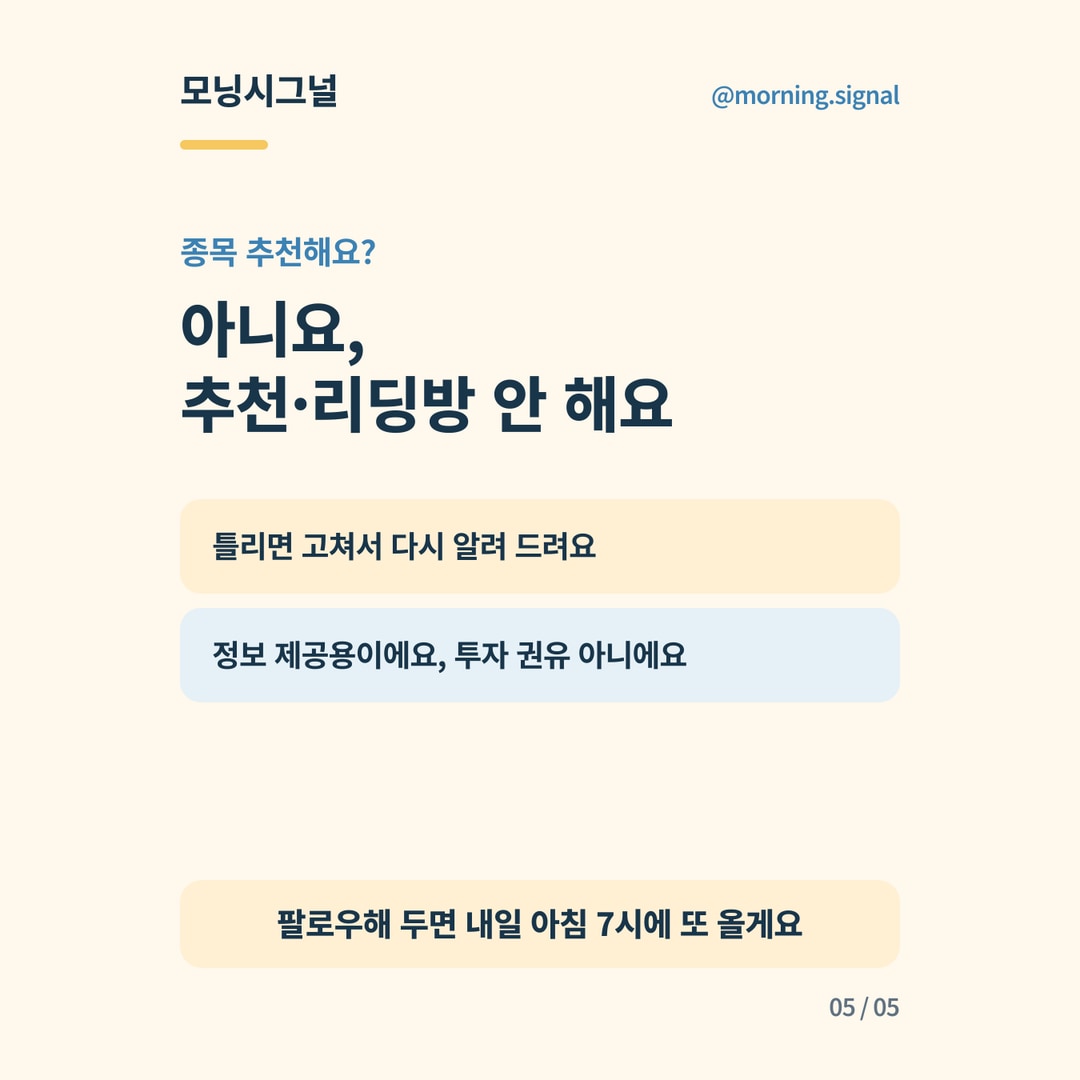 모닝시그널
@morning.signal
종목 추천해요?
아니요,
추천·리딩방 안 해요
틀리면 고쳐서 다시 알려 드려요
정보 제공용이에요, 투자 권유 아니에요
팔로우해 두면 내일 아침 7시에 또 올게요
05 / 05